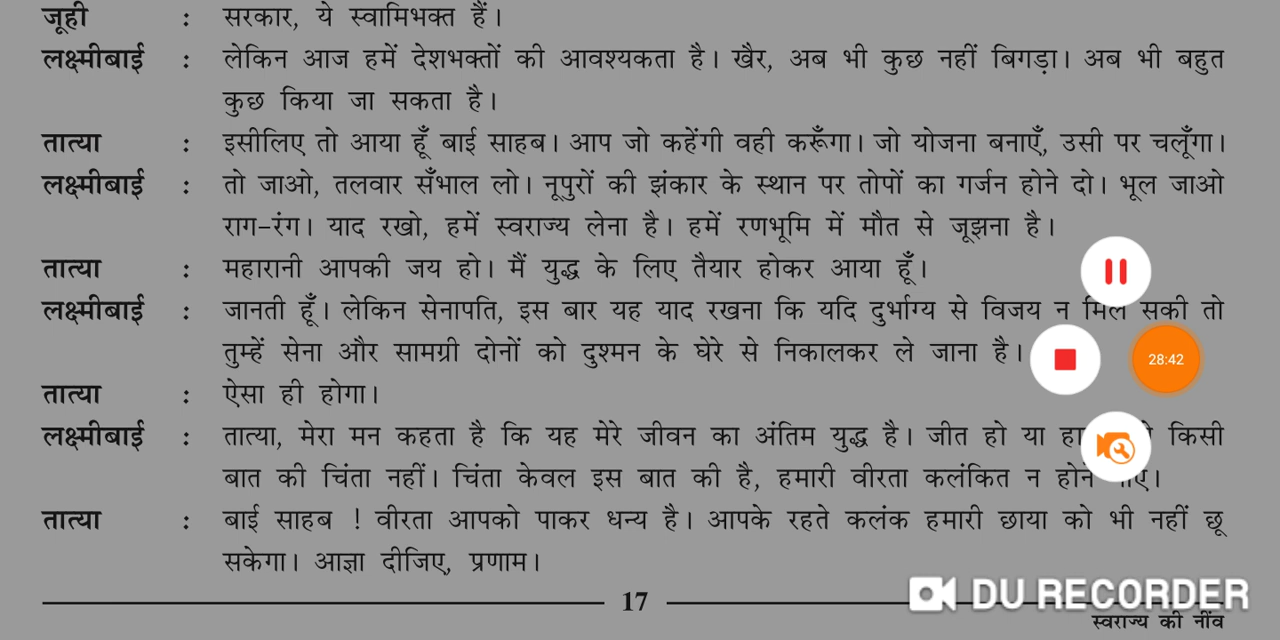 जूही : सरकार, ये स्वामिभक्त हैं।
लक्ष्मीबाई : लेकिन आज हमें देशभक्तों की आवश्यकता है। खैर, अब भी कुछ नहीं बिगड़ा। अब भी बहुत
कुछ किया जा सकता है।
तात्या : इसीलिए तो आया हूँ बाई साहब। आप जो कहेंगी वही करूँगा। जो योजना बनाएँ, उसी पर चलूँगा।
लक्ष्मीबाई : तो जाओ, तलवार सँभाल लो। नूपुरों की झंकार के स्थान पर तोपों का गर्जन होने दो। भूल जाओ
राग-रंग। याद रखो, हमें स्वराज्य लेना है। हमें रणभूमि में मौत से जूझना है।
तात्या : महारानी आपकी जय हो। मैं युद्ध के लिए तैयार होकर आया हूँ।
लक्ष्मीबाई : जानती हूँ। लेकिन सेनापति, इस बार यह याद रखना कि यदि दुर्भाग्य से विजय न मिल सकी तो
तुम्हें सेना और सामग्री दोनों को दुश्मन के घेरे से निकालकर ले जाना है।
28:42
तात्या : ऐसा ही होगा।
लक्ष्मीबाई : तात्या, मेरा मन कहता है कि यह मेरे जीवन का अंतिम युद्ध है। जीत हो या किसी
बात की चिंता नहीं। चिंता केवल इस बात की है, हमारी वीरता कलंकित न होने
तात्या : बाई साहब ! वीरता आपको पाकर धन्य है। आपके रहते कलंक हमारी छाया को भी नहीं छू
सकेगा। आज्ञा दीजिए, प्रणाम।
17
DU RECORDER
स्वराज्य की नींव